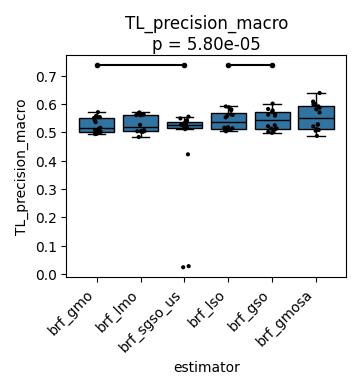 TL_precision_macro
p = 5.80e-05
TL_precision_macro
0.7
0.6
0.5
0.4
0.3
0.2
0.1
0.0
brf_gmo
brf_lmo
brf_sgso_us
brf_lso
brf_gso
brf_gmosa
estimator